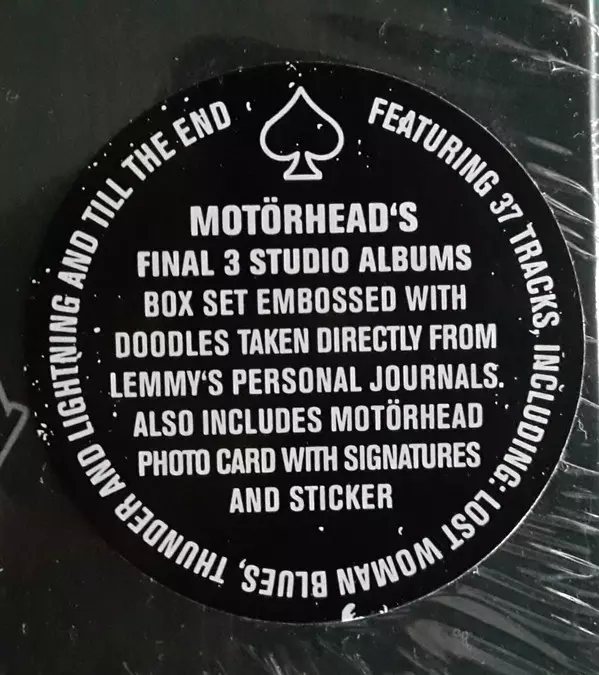 FEATURING 37 TRACKS, INCLUDING: LOST WOMAN BLUES, THUNDER AND LIGHTNING AND TILL THE END
MOTÖRHEAD'S
FINAL 3 STUDIO ALBUMS
BOX SET EMBOSSED WITH
DOODLES TAKEN DIRECTLY FROM
LEMMY'S PERSONAL JOURNALS.
ALSO INCLUDES MOTÖRHEAD
PHOTO CARD WITH SIGNATURES
AND STICKER